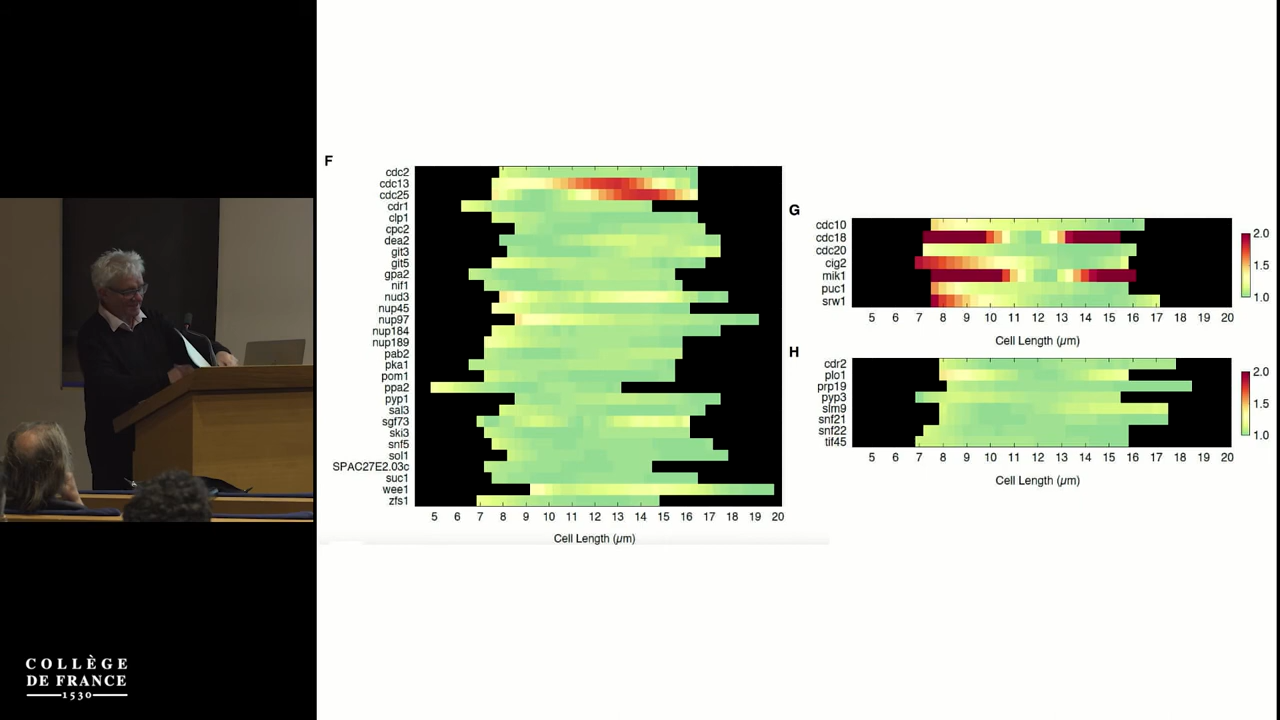 F
cdc2
cdc13
cdc25
cdr1
clp1
cpc2
dea2
git3
git5
gpa2
nif1
nud3
nup45
nup97
nup184
nup189
pab2
pka1
pom1
ppa2
pyp1
sal3
sgf73
ski3
snf5
sol1
SPAC27E2.03c
suc1
wee1
zfs1
5 6 7 8 9 10 11 12 13 14 15 16 17 18 19 20
Cell Length (µm)
G
cdc10
cdc18
cdc20
cig2
mik1
puc1
srw1
5 6 7 8 9 10 11 12 13 14 15 16 17 18 19 20
Cell Length (µm)
2.0
1.5
1.0
H
cdr2
plo1
prp19
pyp3
slm9
snf21
snf22
tif45
5 6 7 8 9 10 11 12 13 14 15 16 17 18 19 20
Cell Length (µm)
2.0
1.5
1.0
COLLÈGE
DE FRANCE
1530